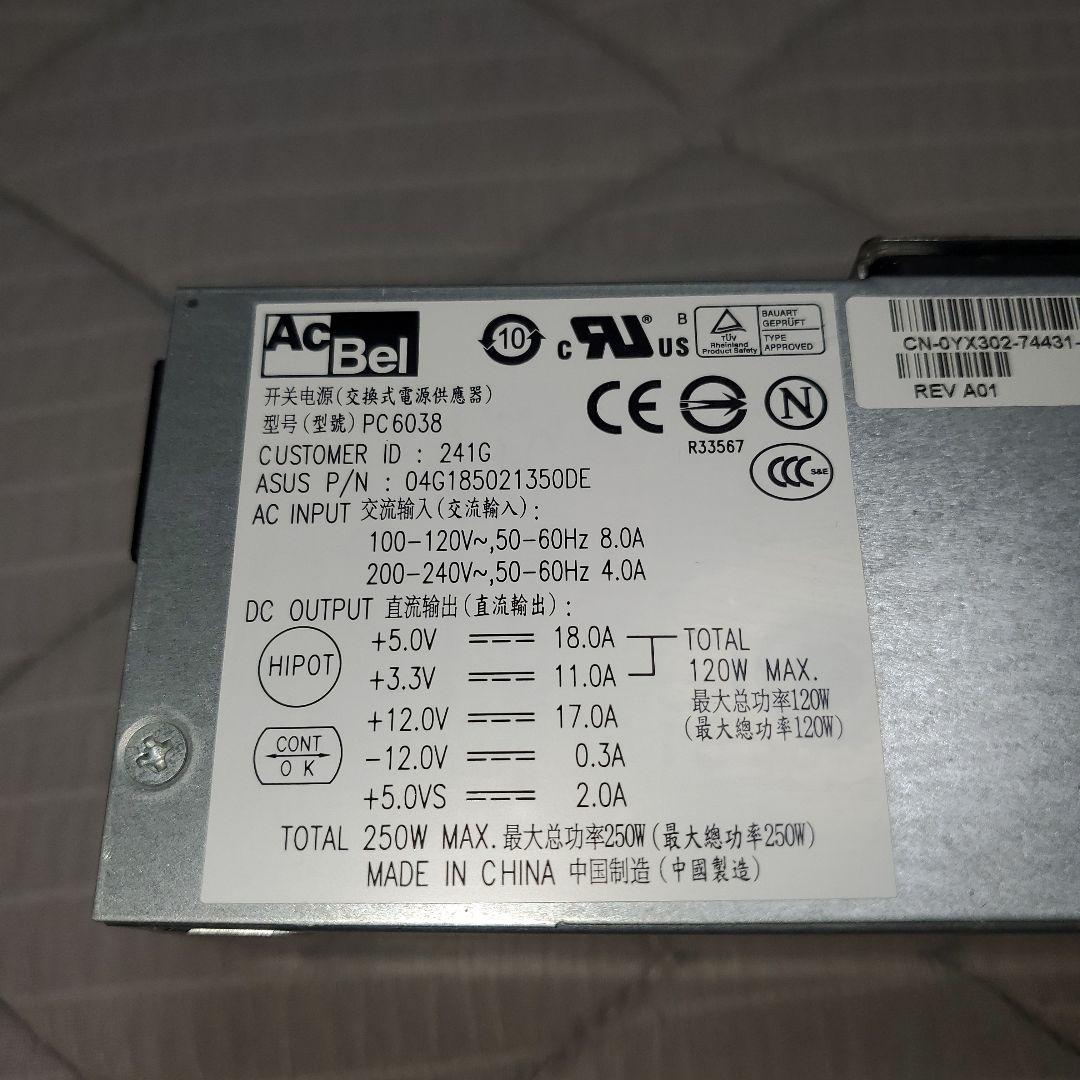 AcBel
10
c RU® US
B
BAUART
GEPRÜFT
TÜV
Rheinland
Product Safety
TYPE
APPROVED
CN-0YX302-74431-
REV A01
开关电源(交换式電源供應器)
型号(型號) PC6038
CE
N
R33567
CUSTOMER ID : 241G
CCC S&E
ASUS P/N : 04G185021350DE
AC INPUT 交流输入(交流輸入):
100-120V~,50-60Hz 8.0A
200-240V~,50-60Hz 4.0A
DC OUTPUT 直流输出(直流輸出):
HIPOT
+5.0V 18.0A TOTAL
+3.3V 11.0A 120W MAX.
最大总功率120W
+12.0V 17.0A (最大總功率120W)
CONT
OK
-12.0V 0.3A
+5.0VS 2.0A
TOTAL 250W MAX. 最大总功率250W(最大總功率250W)
MADE IN CHINA 中国制造(中國製造)